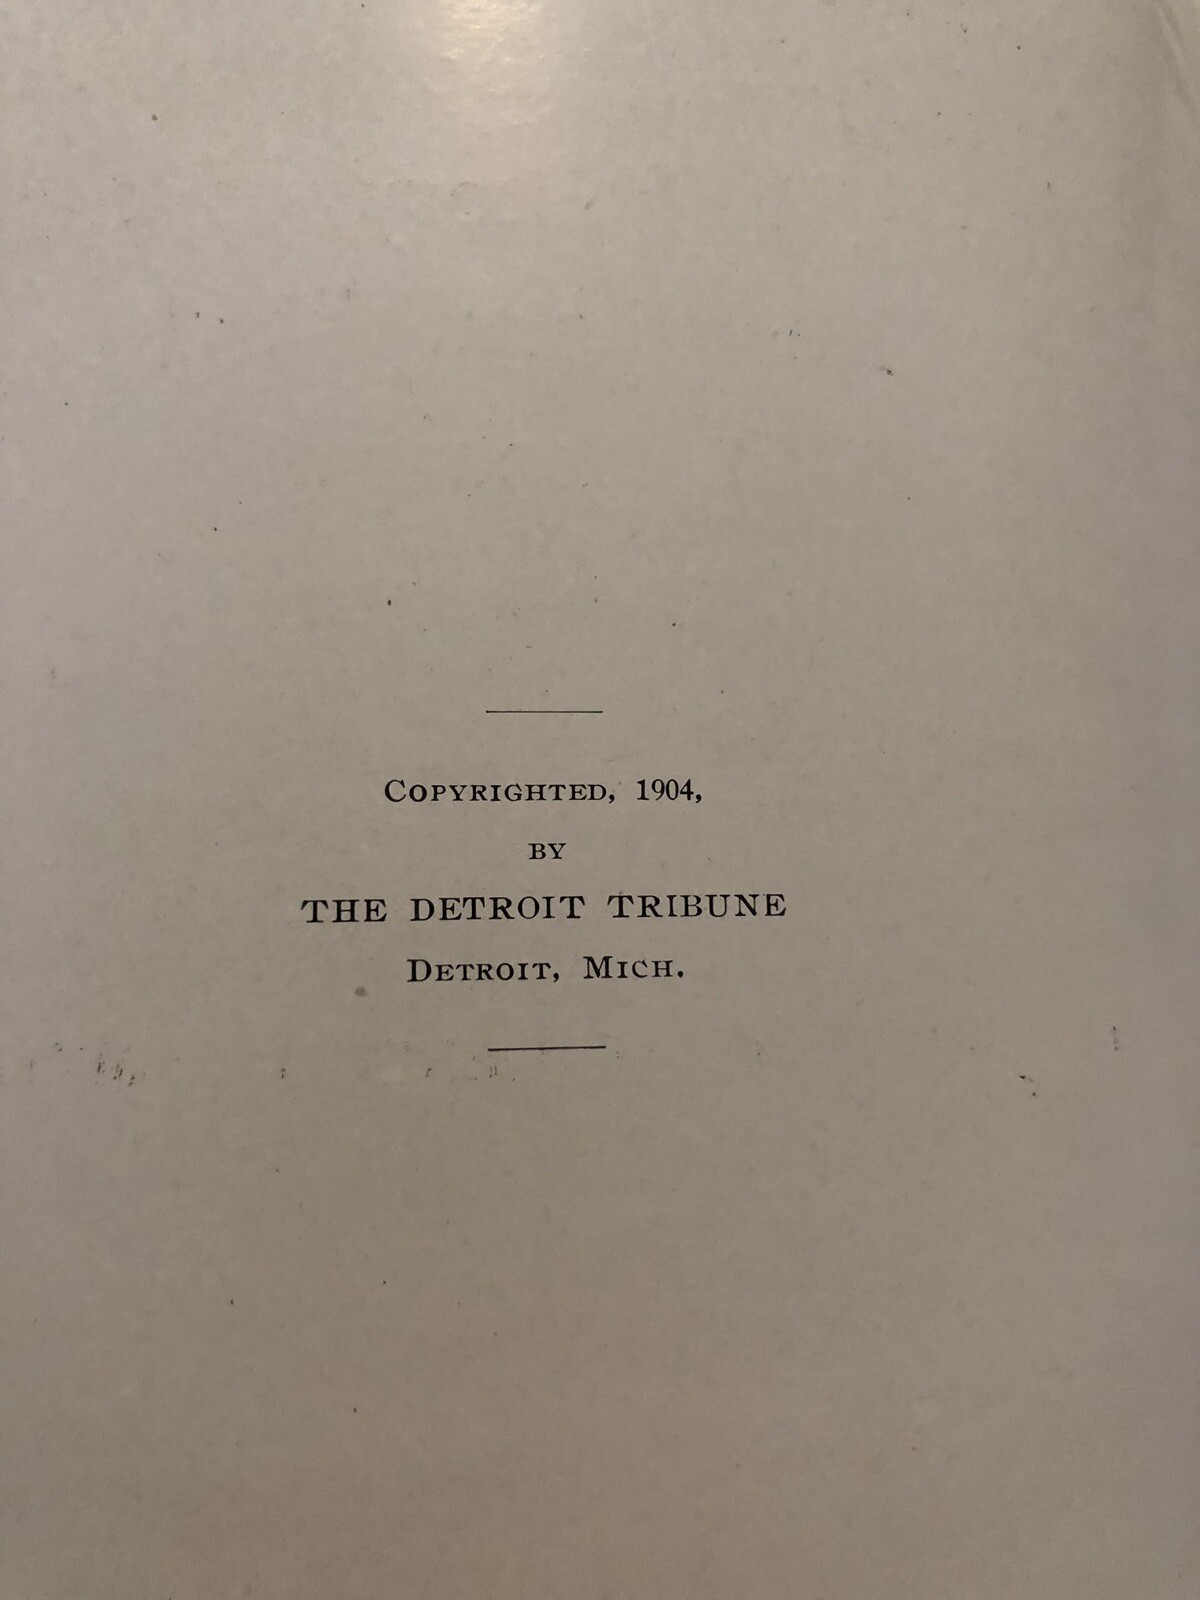 Copyrighted, 1904,
BY
THE DETROIT TRIBUNE
Detroit, Mich.